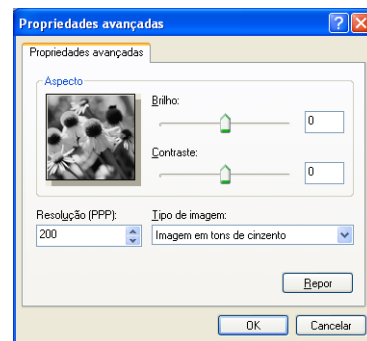 Propriedades avançadas
Propriedades avançadas
Aspecto
Brilho:
0
Contraste:
0
Resolução (PPP):
Tipo de imagem:
200
Imagem em tons de cinzento
Repor
OK
Cancelar